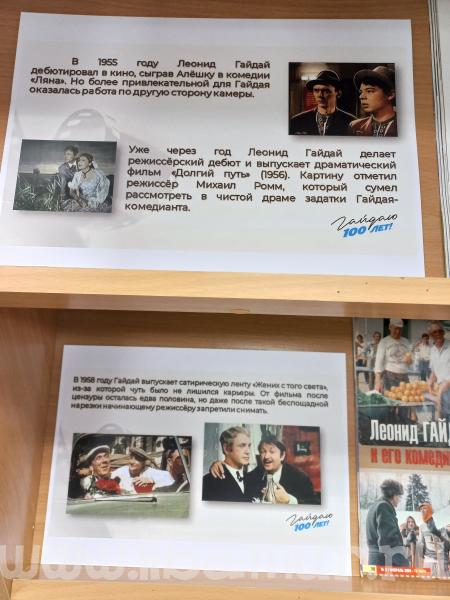 В 1955 году Леонид Гайдай
дебютировал в кино, сыграв Алёшку в комедии
«Ляна». Но более привлекательной для Гайдая
оказалась работа по другую сторону камеры.
Уже через год Леонид Гайдай делает
режиссёрский дебют и выпускает драматический
фильм «Долгий путь» (1956). Картину отметил
режиссёр Михаил Ромм, который сумел
рассмотреть в чистой драме задатки Гайдая-
комедианта.
Гайдаю
100 ЛЕТ!
В 1958 году Гайдай выпускает сатирическую ленту «Жених с того света»,
из-за которой чуть было не лишился карьеры. От фильма после
цензуры осталась едва половина, но даже после такой беспощадной
нарезки начинающему режиссёру запретили снимать.
Гайдаю
100 ЛЕТ!
Леонид ГАЙД
и его комеди